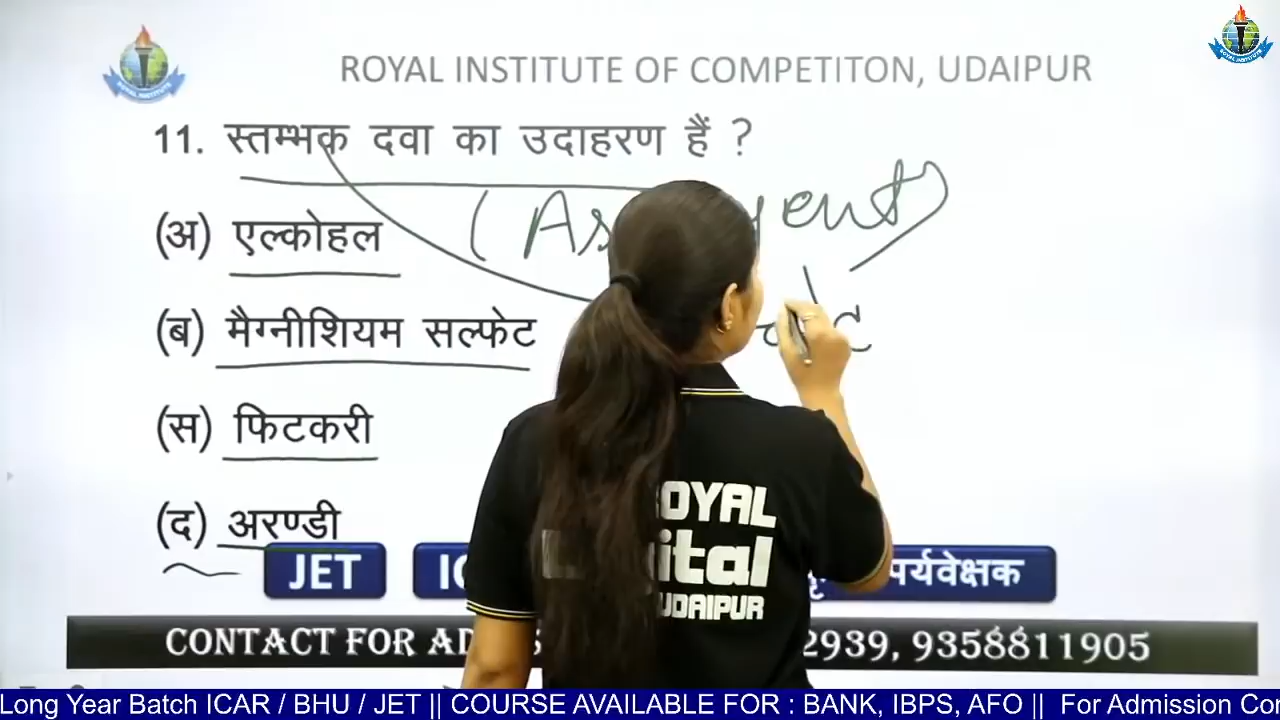 ROYAL INSTITUTE OF COMPETITON, UDAIPUR
11. स्तम्भक दवा का उदाहरण हैं ?
(अ) एल्कोहल
(ब) मैग्नीशियम सल्फेट
(स) फिटकरी
(द) अरण्डी
ROYAL
UDAIPUR
JET
पर्यवेक्षक
CONTACT FOR 2939, 9358811905
Long Year Batch ICAR / BHU / JET || COURSE AVAILABLE FOR : BANK, IBPS, AFO || For Admission